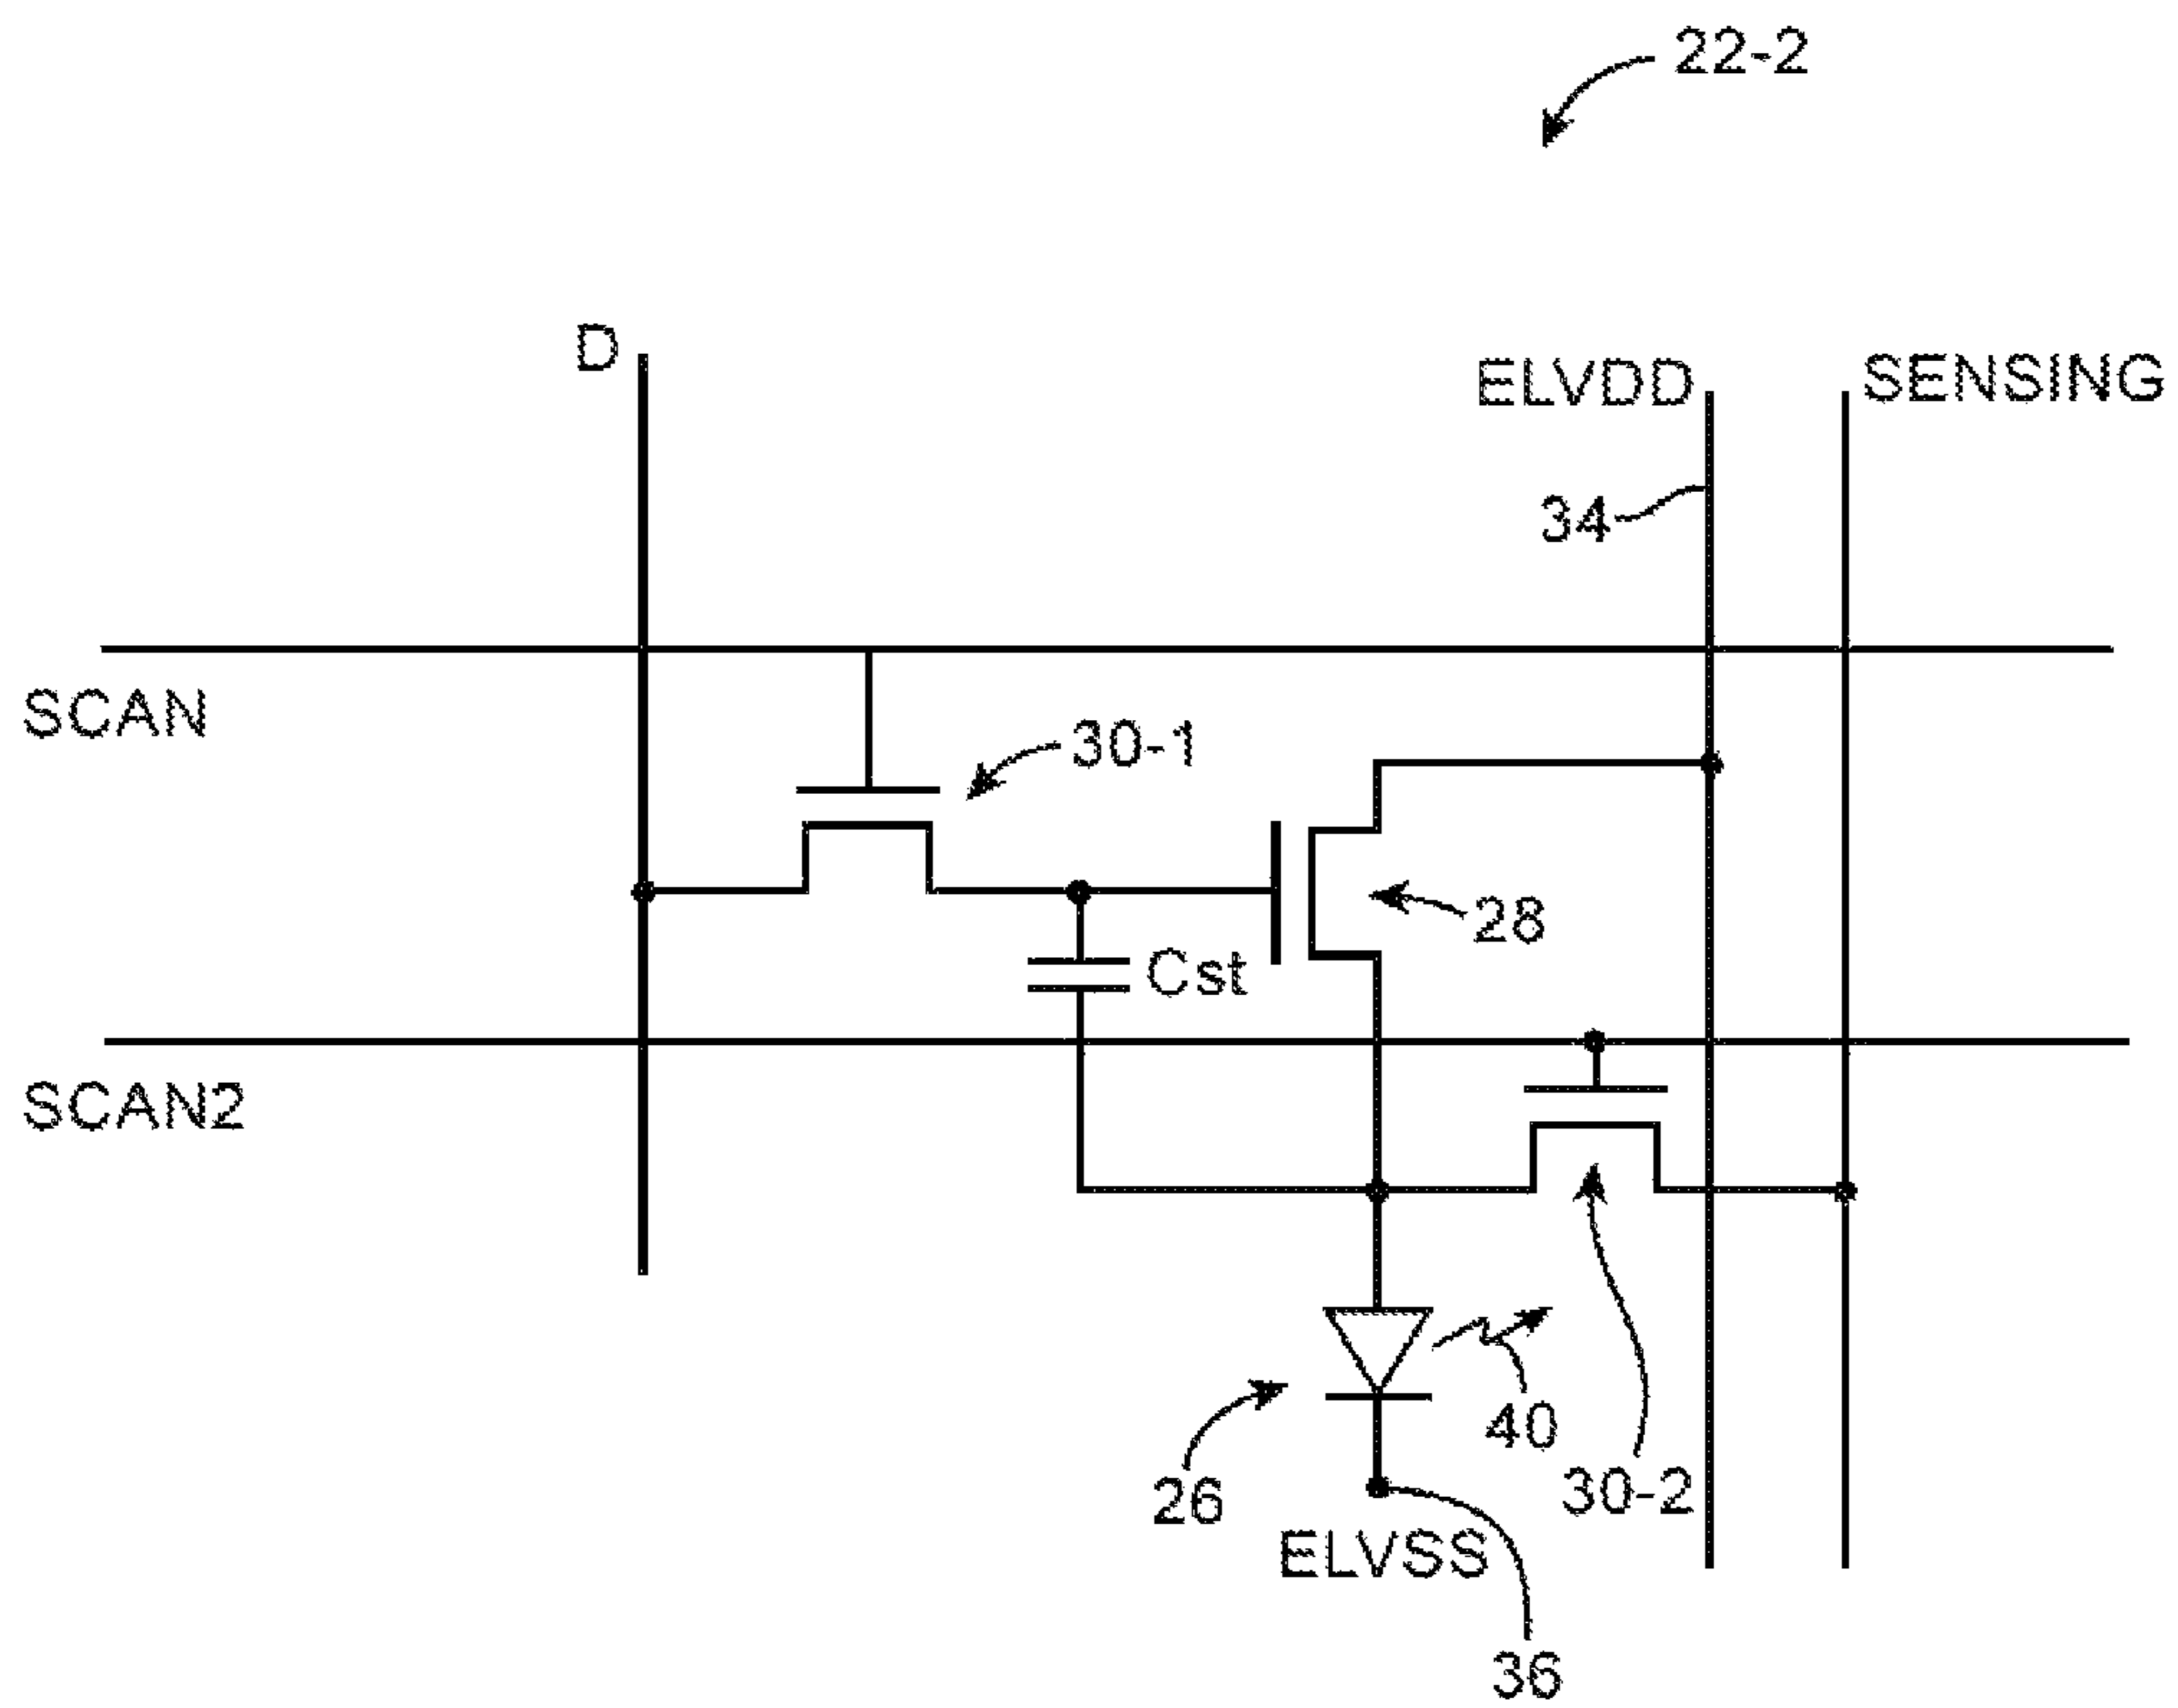 22-2
D
ELVDD
SENSING
34
SCAN
30-1
28
Cst
SCAN2
40
26
30-2
ELVSS
36